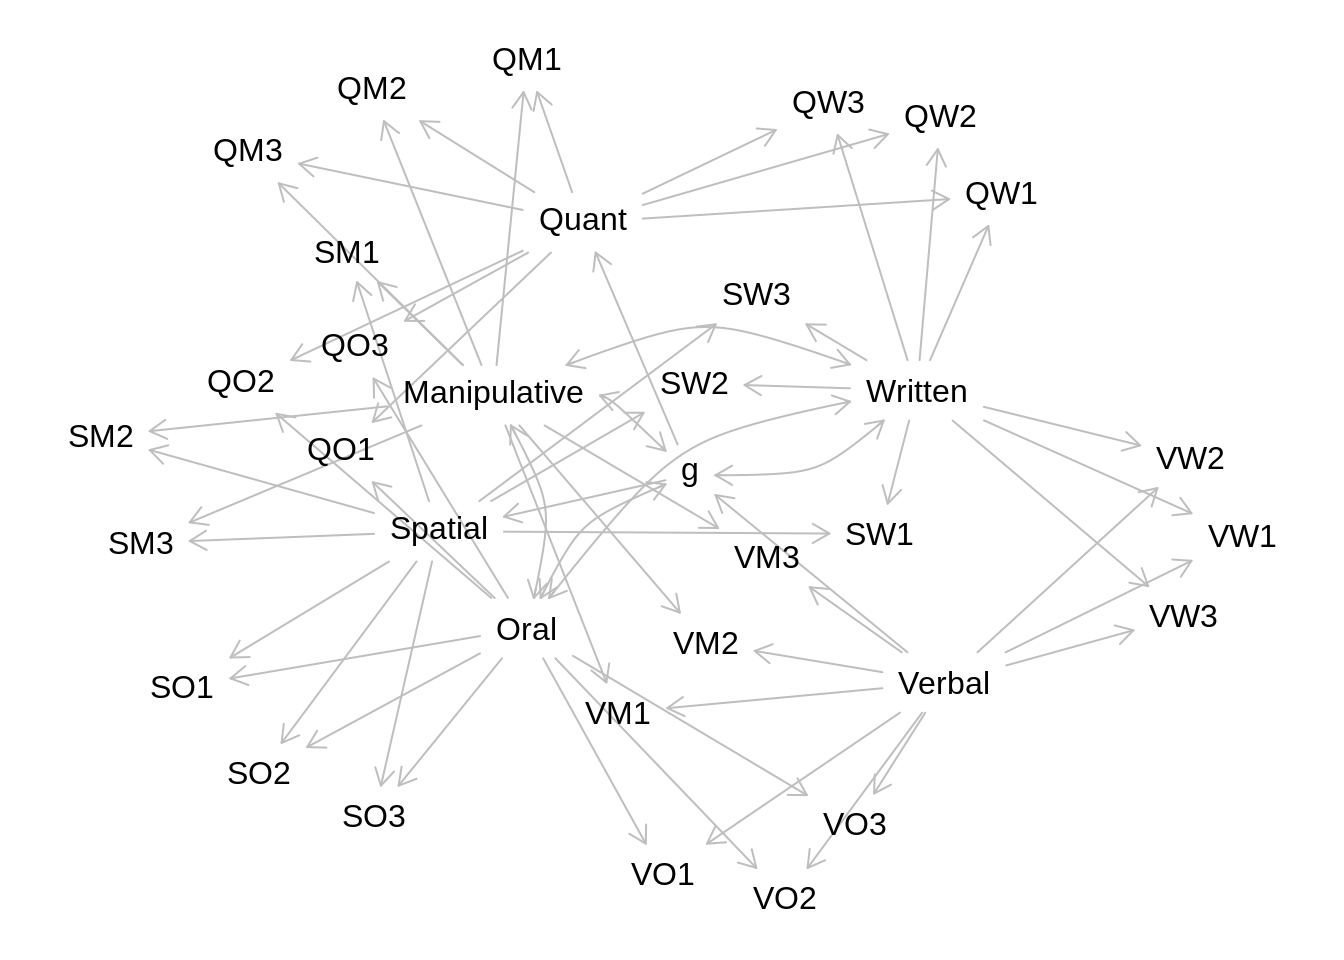 QM1
QM2
QW3
QW2
QM3
QW1
Quant
SM1
SW3
QO3
QO2
SW2
Manipulative
Written
SM2
QO1
g
VW2
Spatial
SW1
VW1
SM3
VM3
VW3
Oral
VM2
SO1
Verbal
VM1
SO2
SO3
VO3
VO1
VO2